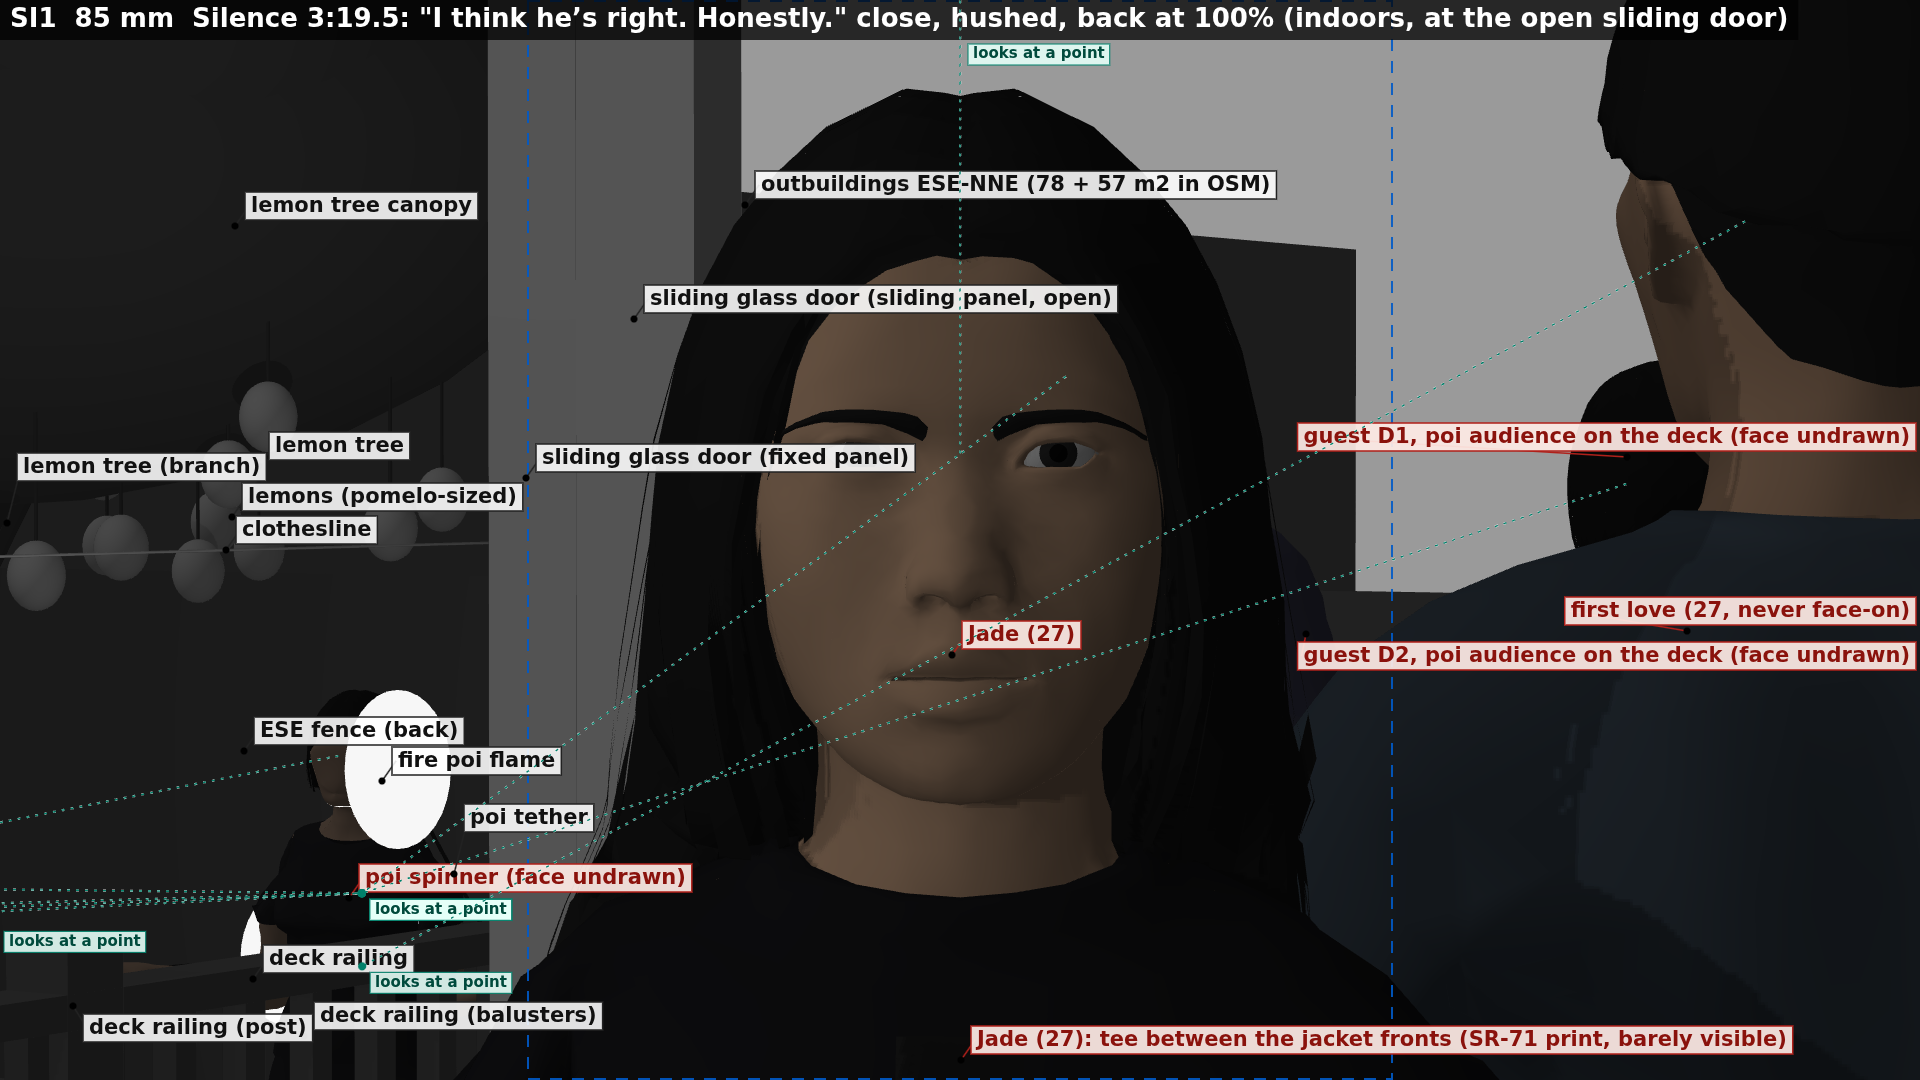 SI1  85 mm  Silence 3:19.5: "I think he’s right. Honestly." close, hushed, back at 100% (indoors, at the open sliding door)
looks at a point
outbuildings ESE-NNE (78 + 57 m2 in OSM)
lemon tree canopy
sliding glass door (sliding panel, open)
guest D1, poi audience on the deck (face undrawn)
lemon tree
sliding glass door (fixed panel)
lemon tree (branch)
lemons (pomelo-sized)
clothesline
first love (27, never face-on)
Jade (27)
guest D2, poi audience on the deck (face undrawn)
ESE fence (back)
fire poi flame
poi tether
poi spinner (face undrawn)
looks at a point
looks at a point
deck railing
looks at a point
deck railing (balusters)
deck railing (post)
Jade (27): tee between the jacket fronts (SR-71 print, barely visible)